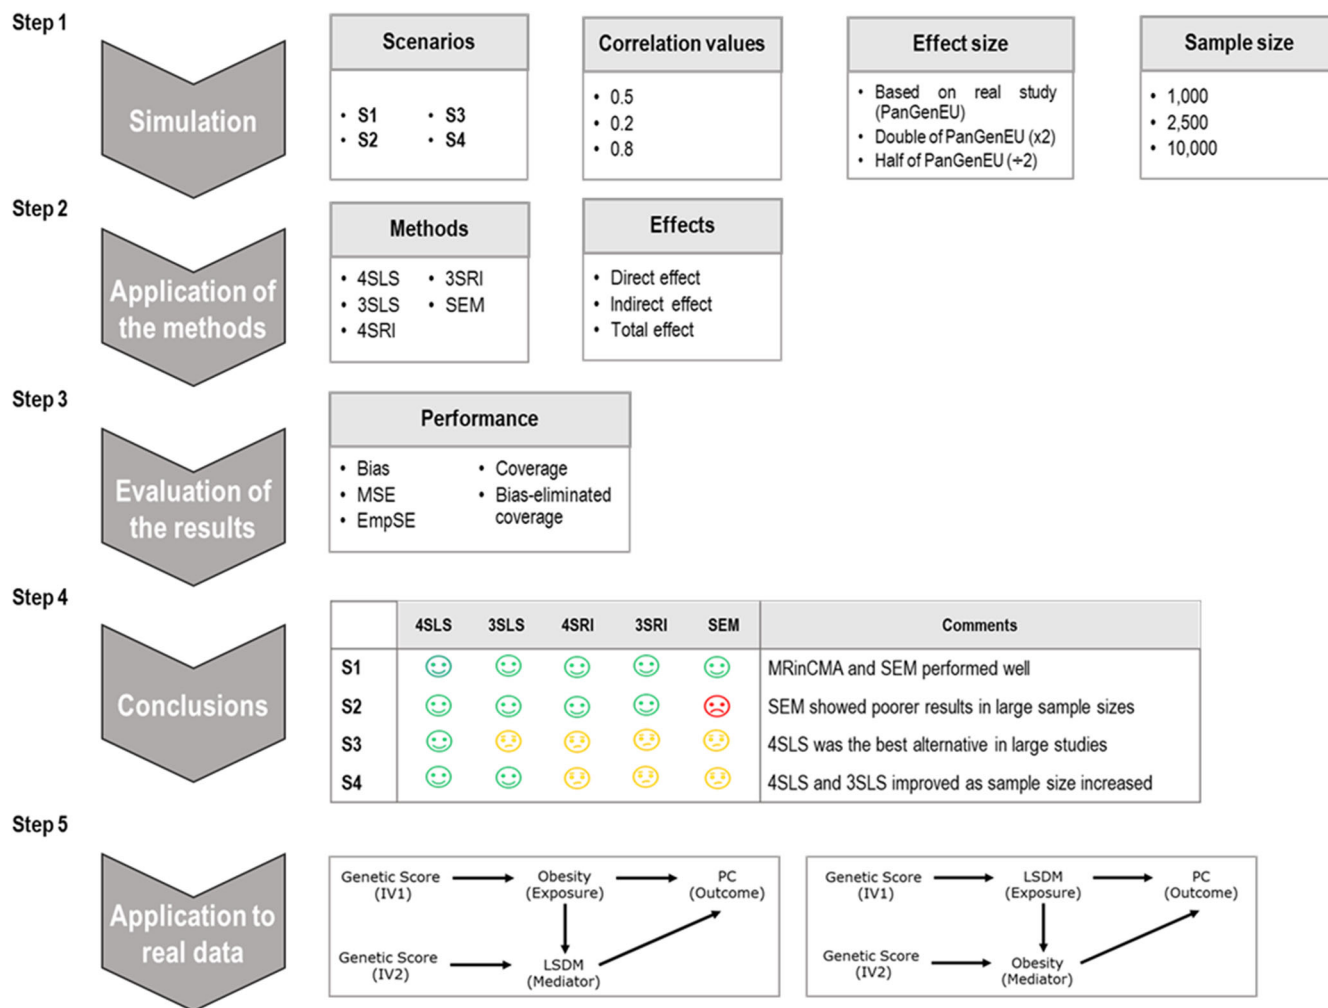 Step 1
Simulation
Scenarios
• S1 • S3
• S2 • S4
Correlation values
• 0.5
• 0.2
• 0.8
Effect size
• Based on real study
(PanGenEU)
• Double of PanGenEU (x2)
• Half of PanGenEU (÷2)
Sample size
• 1,000
• 2,500
• 10,000
Step 2
Application of
the methods
Methods
• 4SLS • 3SRI
• 3SLS • SEM
• 4SRI
Effects
• Direct effect
• Indirect effect
• Total effect
Step 3
Evaluation of
the results
Performance
• Bias • Coverage
• MSE • Bias-eliminated
• EmpSE coverage
Step 4
Conclusions
4SLS 3SLS 4SRI 3SRI SEM Comments
S1 MRinCMA and SEM performed well
S2 SEM showed poorer results in large sample sizes
S3 4SLS was the best alternative in large studies
S4 4SLS and 3SLS improved as sample size increased
Step 5
Application to
real data
Genetic Score
(IV1)
Obesity
(Exposure)
PC
(Outcome)
Genetic Score
(IV2)
LSDM
(Mediator)
Genetic Score
(IV1)
LSDM
(Exposure)
PC
(Outcome)
Genetic Score
(IV2)
Obesity
(Mediator)